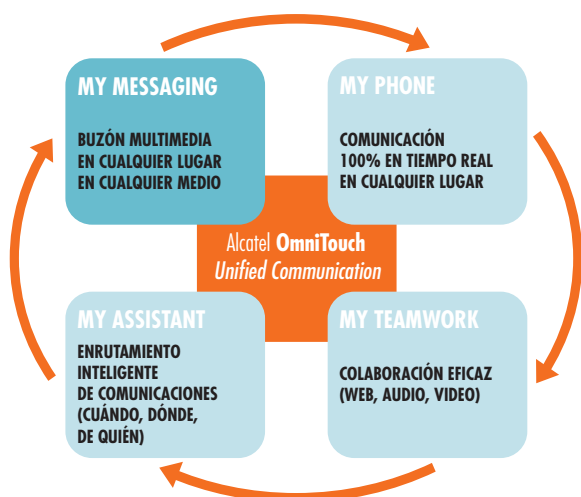 MY MESSAGING
BUZÓN MULTIMEDIA
EN CUALQUIER LUGAR
EN CUALQUIER MEDIO
MY PHONE
COMUNICACIÓN
100% EN TIEMPO REAL
EN CUALQUIER LUGAR
Alcatel OmniTouch
Unified Communication
MY ASSISTANT
ENRUTAMIENTO
INTELIGENTE
DE COMUNICACIONES
(CUÁNDO, DÓNDE,
DE QUIÉN)
MY TEAMWORK
COLABORACIÓN EFICAZ
(WEB, AUDIO, VIDEO)